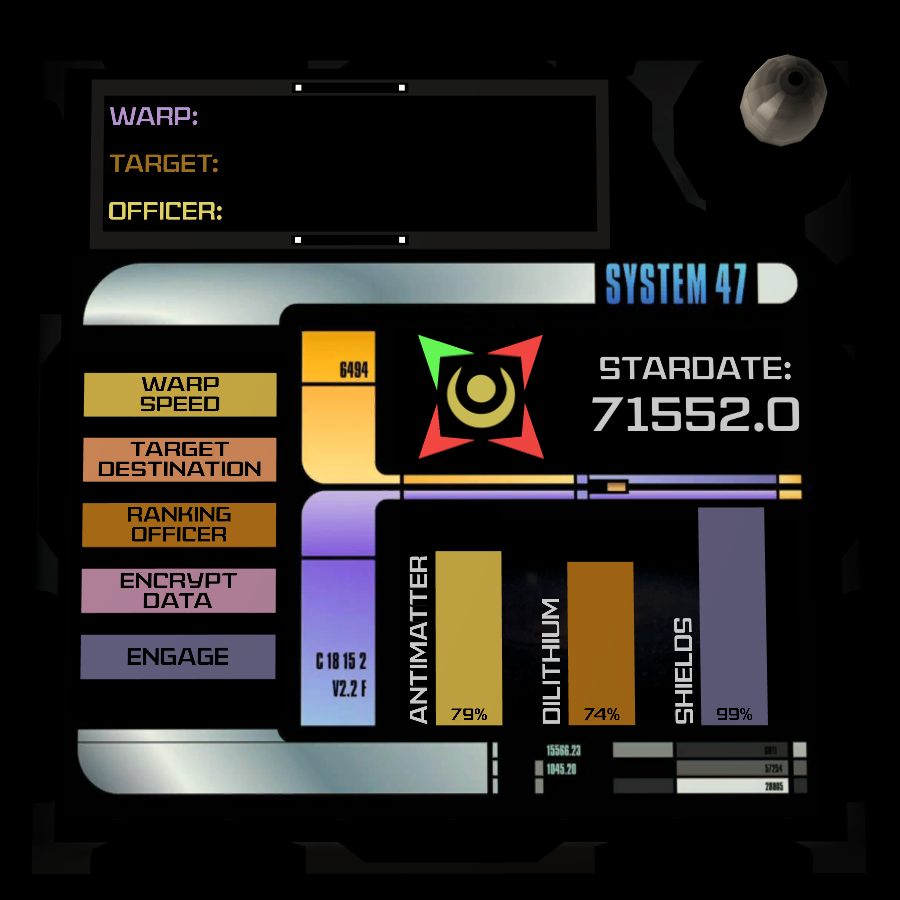 WARP:
TARGET:
OFFICER:
SYSTEM 47
6494
STARDATE:
71552.0
WARP
SPEED
TARGET
DESTINATION
RANKING
OFFICER
ENCRYPT
DATA
ENGAGE
C 18 15 2
V2.2 F
ANTIMATTER
79%
DILITHIUM
74%
SHIELDS
99%
15566.23
1045.20
57254